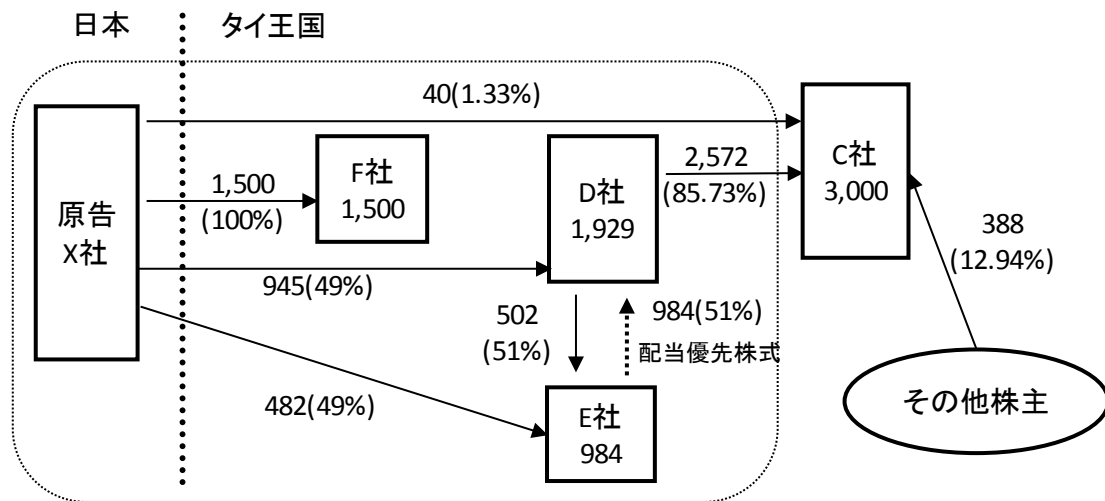 日本
タイ王国
40(1.33%)
原告
X社
1,500
(100%)
F社
1,500
D社
1,929
2,572
(85.73%)
C社
3,000
388
(12.94%)
945(49%)
502
(51%)
984(51%)
配当優先株式
482(49%)
E社
984
その他株主